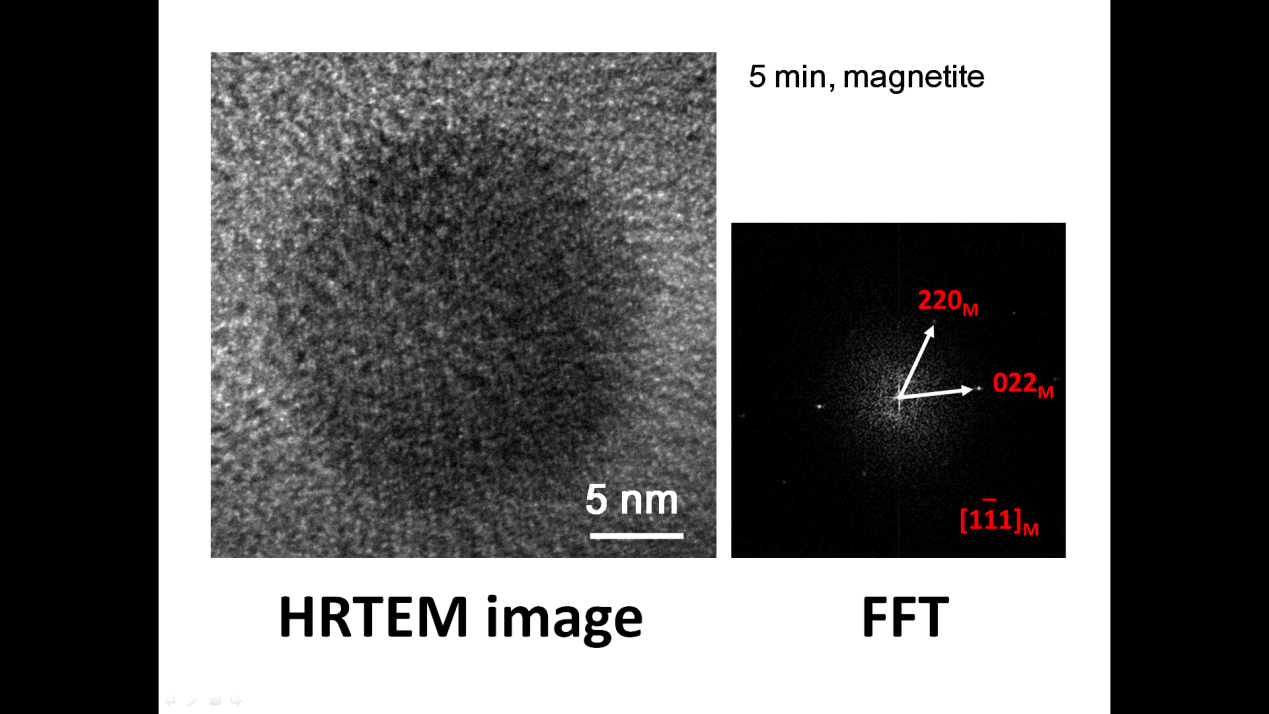 5 min, magnetite
220M
022M
5 nm
[11̅1]M
HRTEM image
FFT